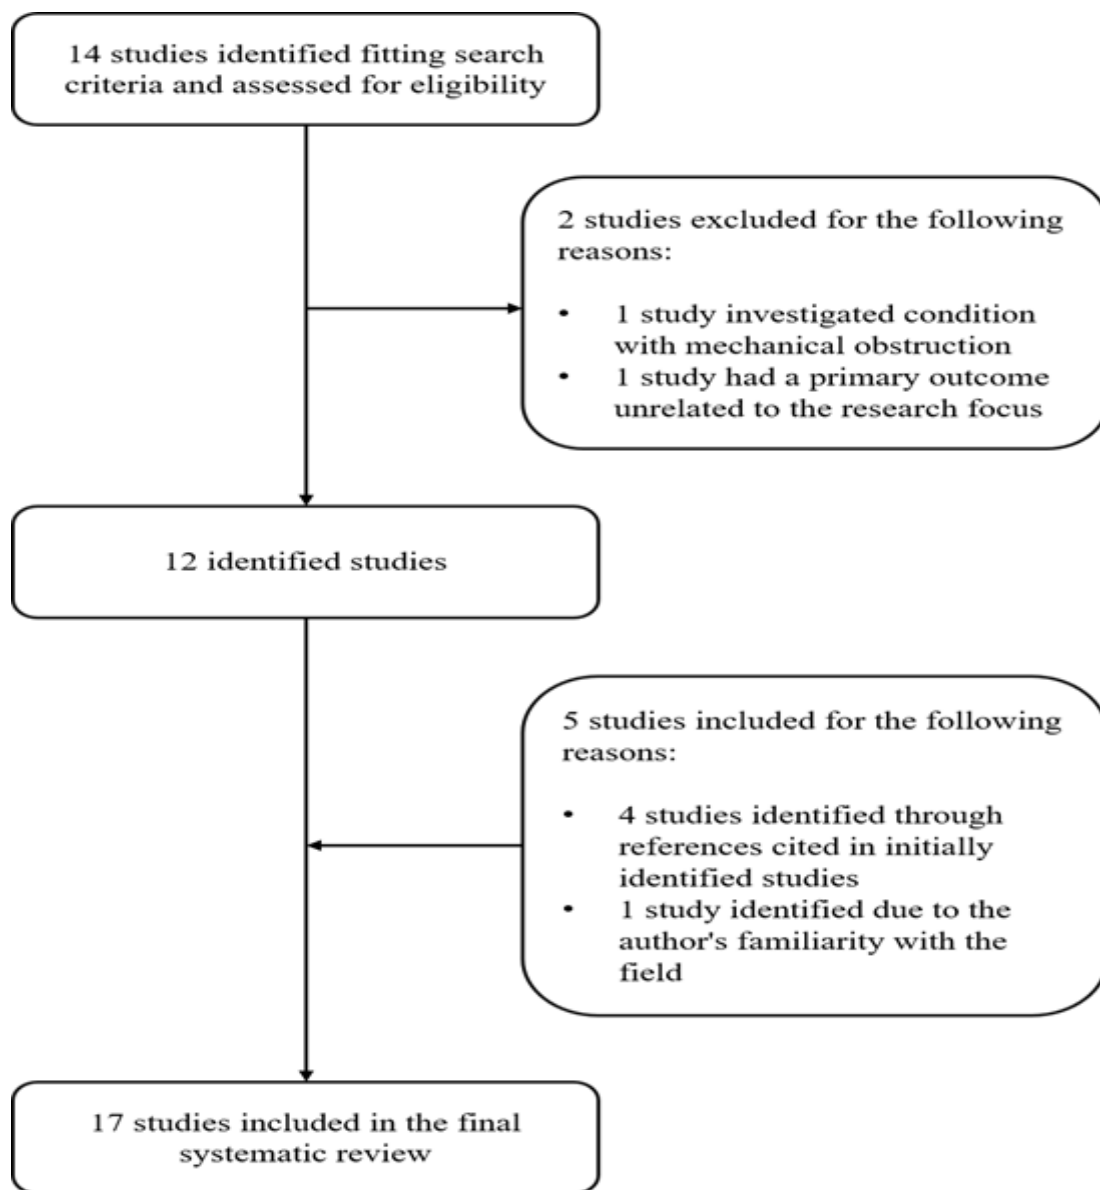 14 studies identified fitting search
criteria and assessed for eligibility
2 studies excluded for the following
reasons:
• 1 study investigated condition
with mechanical obstruction
• 1 study had a primary outcome
unrelated to the research focus
12 identified studies
5 studies included for the following
reasons:
• 4 studies identified through
references cited in initially
identified studies
• 1 study identified due to the
author's familiarity with the
field
17 studies included in the final
systematic review